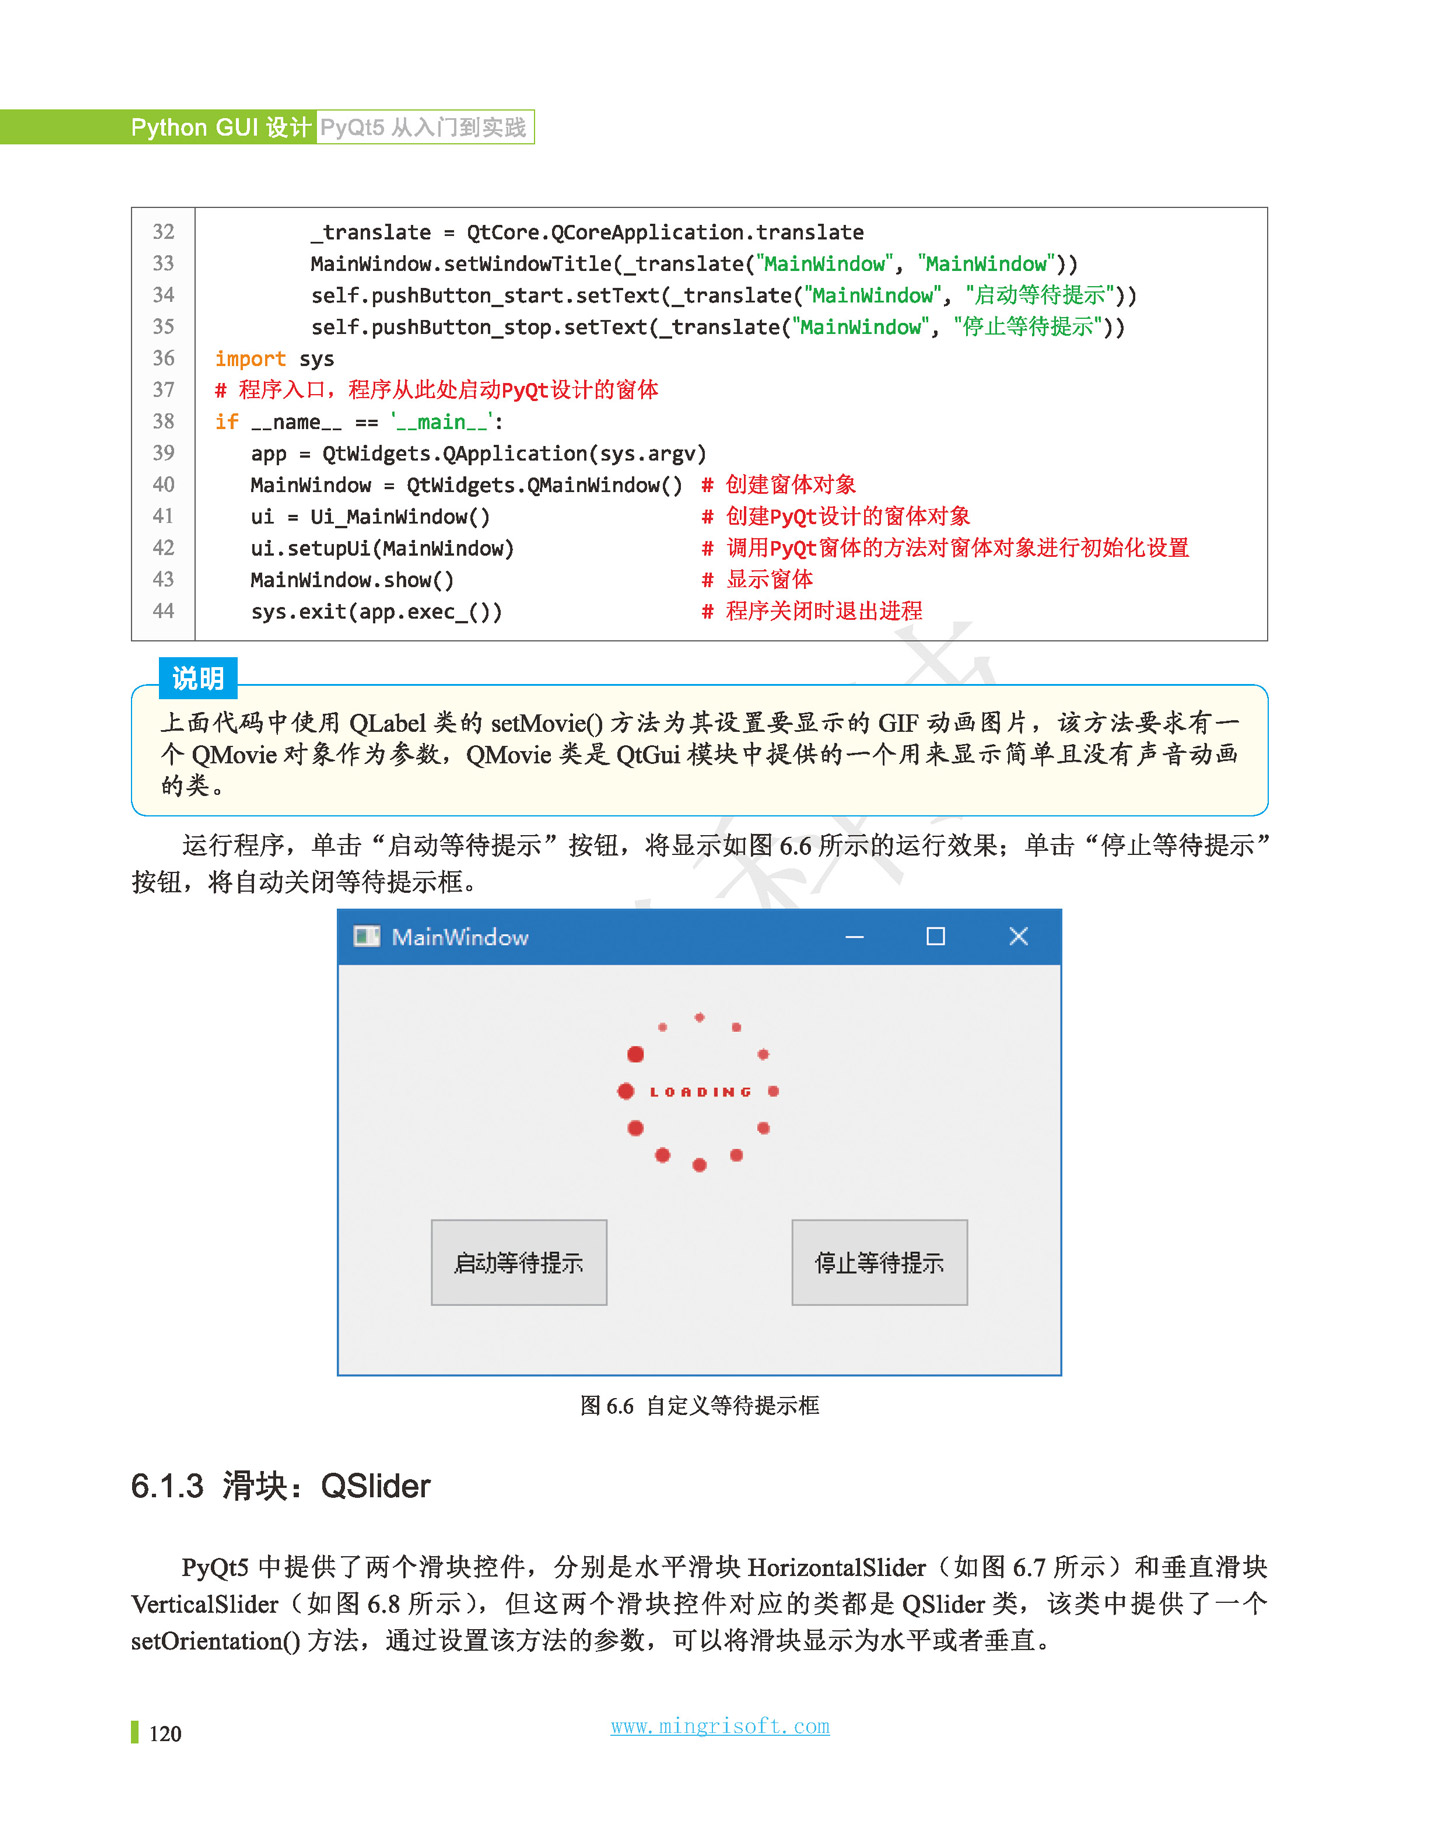 Python GUI 设计 PyQt5 从入门到实践
32 _translate = QtCore.QCoreApplication.translate
33 MainWindow.setWindowTitle(_translate("MainWindow", "MainWindow"))
34 self.pushButton_start.setText(_translate("MainWindow", "启动等待提示"))
35 self.pushButton_stop.setText(_translate("MainWindow", "停止等待提示"))
36 import sys
37 # 程序入口，程序从此处启动PyQt设计的窗体
38 if __name__ == '__main__':
39 app = QtWidgets.QApplication(sys.argv)
40 MainWindow = QtWidgets.QMainWindow() # 创建窗体对象
41 ui = Ui_MainWindow() # 创建PyQt设计的窗体对象
42 ui.setupUi(MainWindow) # 调用PyQt窗体的方法对窗体对象进行初始化设置
43 MainWindow.show() # 显示窗体
44 sys.exit(app.exec_()) # 程序关闭时退出进程
说明
上面代码中使用 QLabel 类的 setMovie() 方法为其设置要显示的 GIF 动画图片，该方法要求有一
个 QMovie 对象作为参数，QMovie 类是 QtGui 模块中提供的一个用来显示简单且没有声音动画
的类。
运行程序，单击“启动等待提示”按钮，将显示如图 6.6 所示的运行效果；单击“停止等待提示”
按钮，将自动关闭等待提示框。
MainWindow
LOADING
启动等待提示 停止等待提示
图 6.6 自定义等待提示框
6.1.3 滑块：QSlider
PyQt5 中提供了两个滑块控件，分别是水平滑块 HorizontalSlider（如图 6.7 所示）和垂直滑块
VerticalSlider（如图 6.8 所示），但这两个滑块控件对应的类都是 QSlider 类，该类中提供了一个
setOrientation() 方法，通过设置该方法的参数，可以将滑块显示为水平或者垂直。
120
www.mingrisoft.com